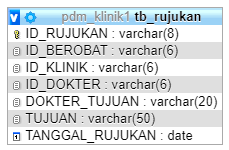 v pdm_klinik1 tb_rujukan
ID_RUJUKAN : varchar(8)
ID_BEROBAT : varchar(6)
ID_KLINIK : varchar(6)
ID_DOKTER : varchar(6)
DOKTER_TUJUAN : varchar(20)
TUJUAN : varchar(50)
TANGGAL_RUJUKAN : date